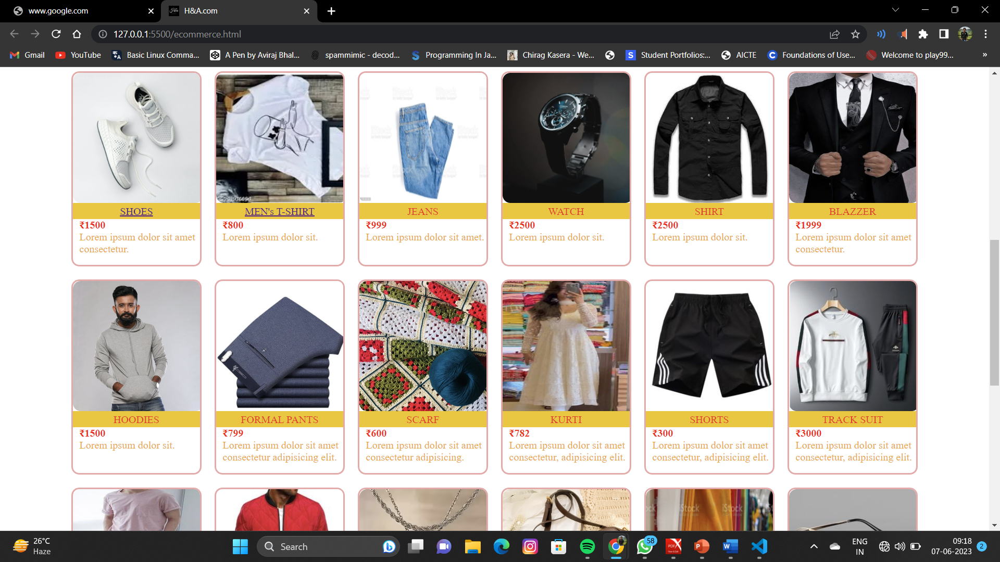 www.google.com
H&A.com
127.0.0.1:5500/ecommerce.html
Gmail
YouTube
Basic Linux Comma...
A Pen by Aviraj Bhal...
spammimic - decod...
Programming In Ja...
Chirag Kasera - We...
Student Portfolios:...
AICTE
Foundations of Use...
Welcome to play99...
»
SHOES
MEN's T-SHIRT
JEANS
WATCH
SHIRT
BLAZZER
₹1500
₹800
₹999
₹2500
₹2500
₹1999
Lorem ipsum dolor sit amet
consectetur.
Lorem ipsum dolor sit.
Lorem ipsum dolor sit amet.
Lorem ipsum dolor sit.
Lorem ipsum dolor sit.
Lorem ipsum dolor sit amet
consectetur.
HOODIES
FORMAL PANTS
SCARF
KURTI
SHORTS
TRACK SUIT
₹1500
₹799
₹600
₹782
₹300
₹3000
Lorem ipsum dolor sit.
Lorem ipsum dolor sit amet
consectetur adipisicing elit.
Lorem ipsum dolor sit amet
consectetur adipisicing.
Lorem ipsum dolor sit amet
consectetur, adipisicing elit.
Lorem ipsum dolor sit amet
consectetur, adipisicing elit.
Lorem ipsum dolor sit amet
consectetur, adipisicing elit.
iStock
iStock
26°C
Haze
Search
58
ENG
IN
09:18
07-06-2023
2